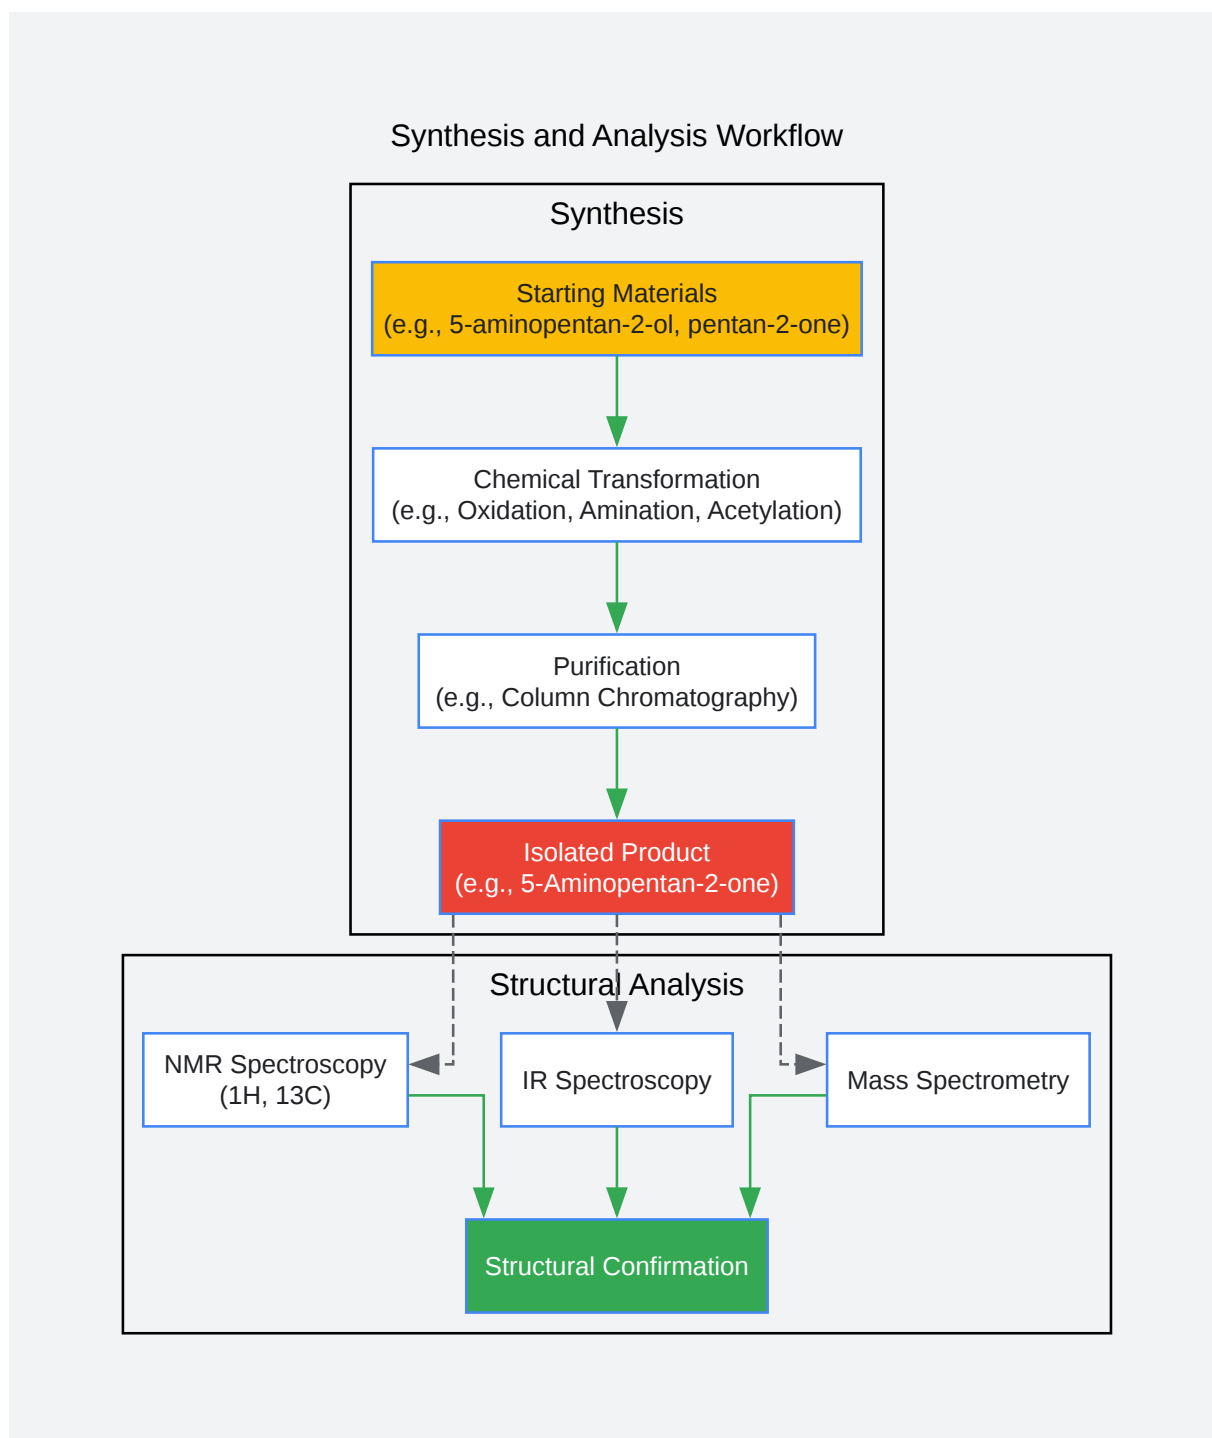 Synthesis and Analysis Workflow
Synthesis
Starting Materials
(e.g., 5-aminopentan-2-ol, pentan-2-one)
Chemical Transformation
(e.g., Oxidation, Amination, Acetylation)
Purification
(e.g., Column Chromatography)
Isolated Product
(e.g., 5-Aminopentan-2-one)
Structural Analysis
NMR Spectroscopy
(1H, 13C)
IR Spectroscopy
Mass Spectrometry
Structural Confirmation